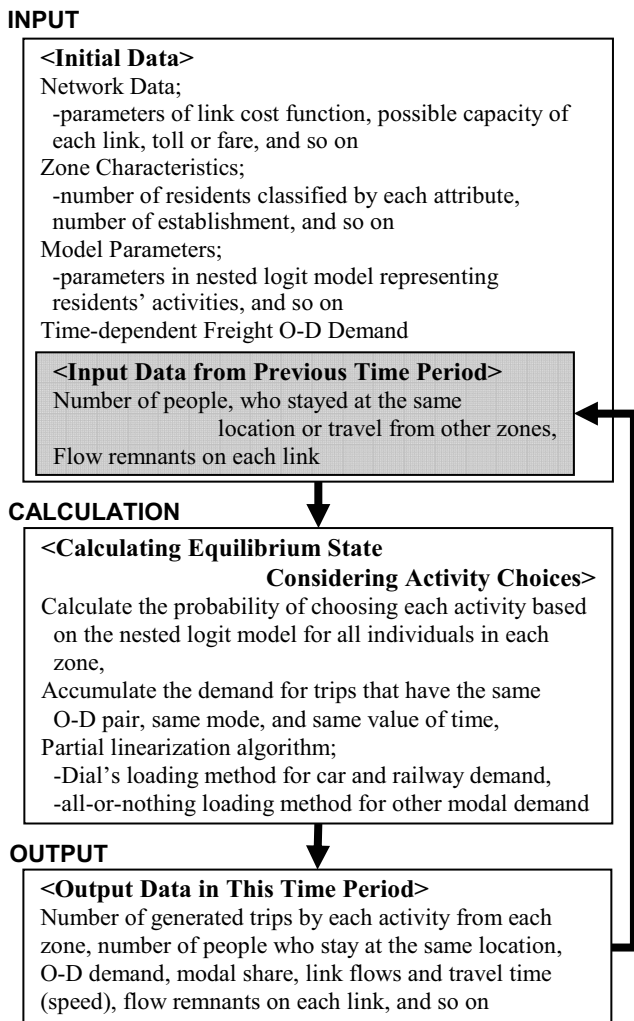 INPUT
<Initial Data>
Network Data;
-parameters of link cost function, possible capacity of
each link, toll or fare, and so on
Zone Characteristics;
-number of residents classified by each attribute,
number of establishment, and so on
Model Parameters;
-parameters in nested logit model representing
residents’ activities, and so on
Time-dependent Freight O-D Demand
<Input Data from Previous Time Period>
Number of people, who stayed at the same
location or travel from other zones,
Flow remnants on each link
CALCULATION
<Calculating Equilibrium State
Considering Activity Choices>
Calculate the probability of choosing each activity based
on the nested logit model for all individuals in each
zone,
Accumulate the demand for trips that have the same
O-D pair, same mode, and same value of time,
Partial linearization algorithm;
-Dial’s loading method for car and railway demand,
-all-or-nothing loading method for other modal demand
OUTPUT
<Output Data in This Time Period>
Number of generated trips by each activity from each
zone, number of people who stay at the same location,
O-D demand, modal share, link flows and travel time
(speed), flow remnants on each link, and so on